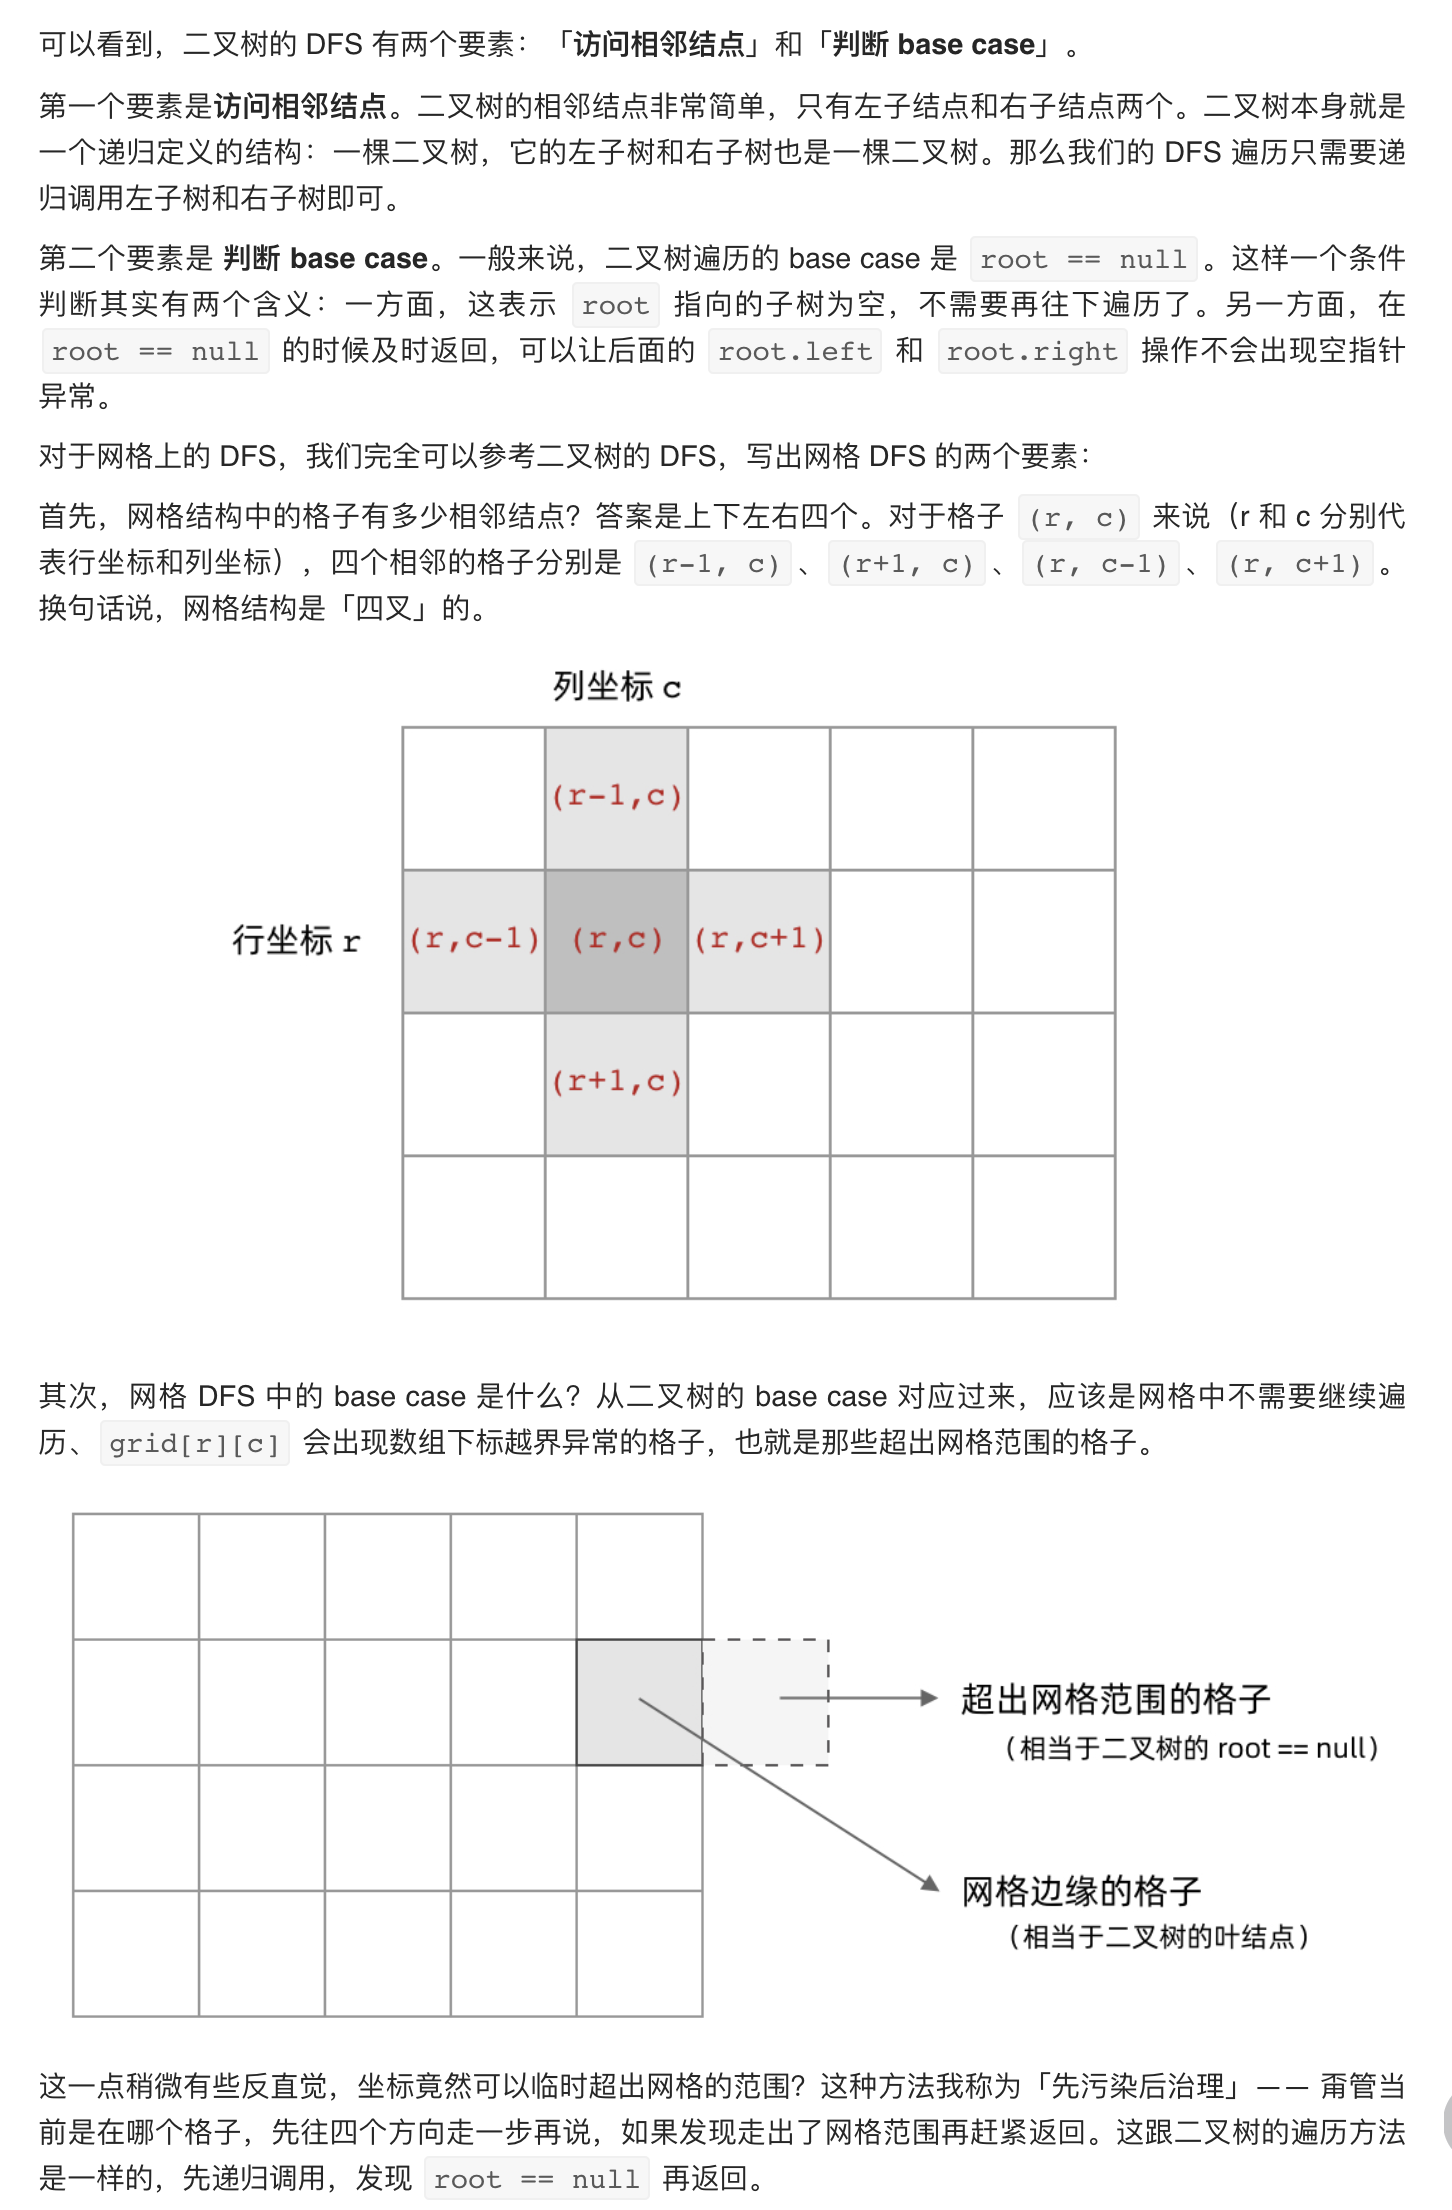 可以看到，二叉树的 DFS 有两个要素：「访问相邻结点」和「判断 base case」。
第一个要素是访问相邻结点。二叉树的相邻结点非常简单，只有左子结点和右子结点两个。二叉树本身就是
一个递归定义的结构：一棵二叉树，它的左子树和右子树也是一棵二叉树。那么我们的 DFS 遍历只需要递
归调用左子树和右子树即可。
第二个要素是 判断 base case。一般来说，二叉树遍历的 base case 是 root == null 。这样一个条件
判断其实有两个含义：一方面，这表示 root 指向的子树为空，不需要再往下遍历了。另一方面，在
root == null 的时候及时返回，可以让后面的 root.left 和 root.right 操作不会出现空指针
异常。
对于网格上的 DFS，我们完全可以参考二叉树的 DFS，写出网格 DFS 的两个要素：
首先，网格结构中的格子有多少相邻结点？答案是上下左右四个。对于格子 (r, c) 来说（r 和 c 分别代
表行坐标和列坐标），四个相邻的格子分别是 (r-1, c) 、 (r+1, c) 、 (r, c-1) 、 (r, c+1) 。
换句话说，网格结构是「四叉」的。
列坐标 c
(r-1,c)
行坐标 r (r,c-1) (r,c) (r,c+1)
(r+1,c)
其次，网格 DFS 中的 base case 是什么？从二叉树的 base case 对应过来，应该是网格中不需要继续遍
历、 grid[r][c] 会出现数组下标越界异常的格子，也就是那些超出网格范围的格子。
超出网格范围的格子
（相当于二叉树的 root == null）
网格边缘的格子
（相当于二叉树的叶结点）
这一点稍微有些反直觉，坐标竟然可以临时超出网格的范围？这种方法我称为「先污染后治理」—— 甭管当
前是在哪个格子，先往四个方向走一步再说，如果发现走出了网格范围再赶紧返回。这跟二叉树的遍历方法
是一样的，先递归调用，发现 root == null 再返回。